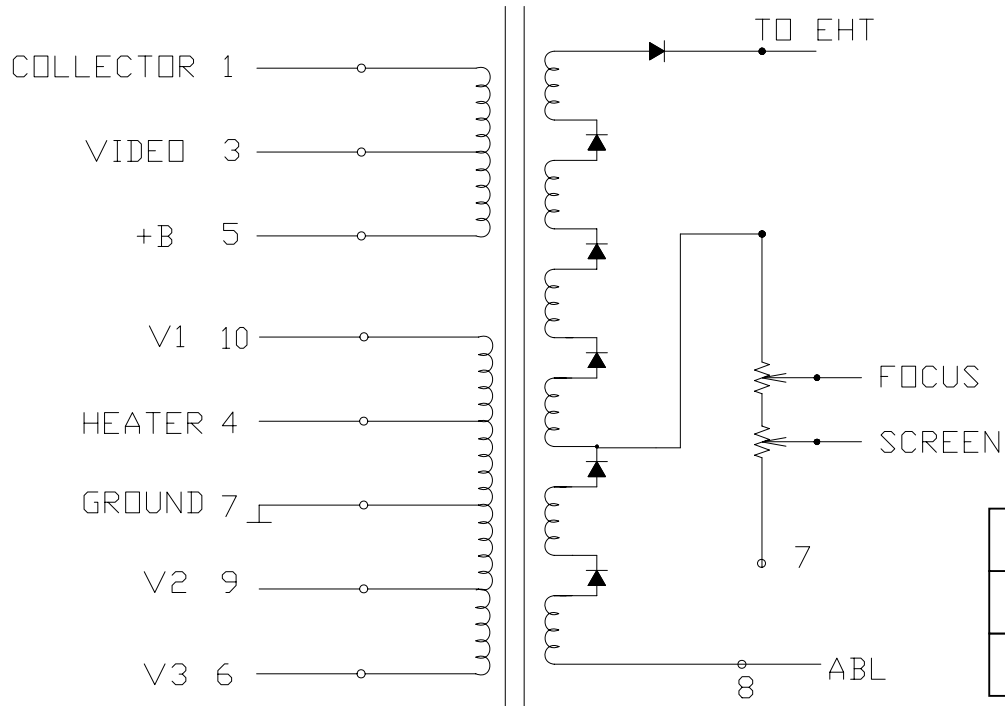 TO EHT
COLLECTOR 1
VIDEO 3
+B 5
V1 10
HEATER 4
GROUND 7
V2 9
V3 6
FOCUS
SCREEN
7
ABL
8